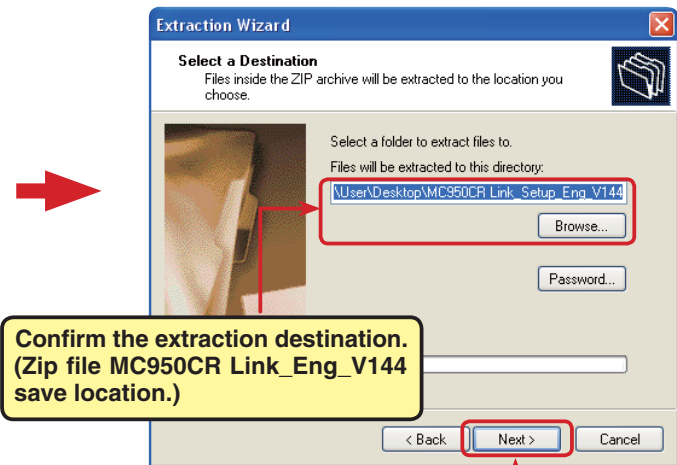 Extraction Wizard
Select a Destination
Files inside the ZIP archive will be extracted to the location you
choose.
Select a folder to extract files to.
Files will be extracted to this directory:
\User\Desktop\MC950CR Link_Setup_Eng_V144
Browse...
Password...
Confirm the extraction destination.
(Zip file MC950CR Link_Eng_V144
save location.)
< Back
Next >
Cancel